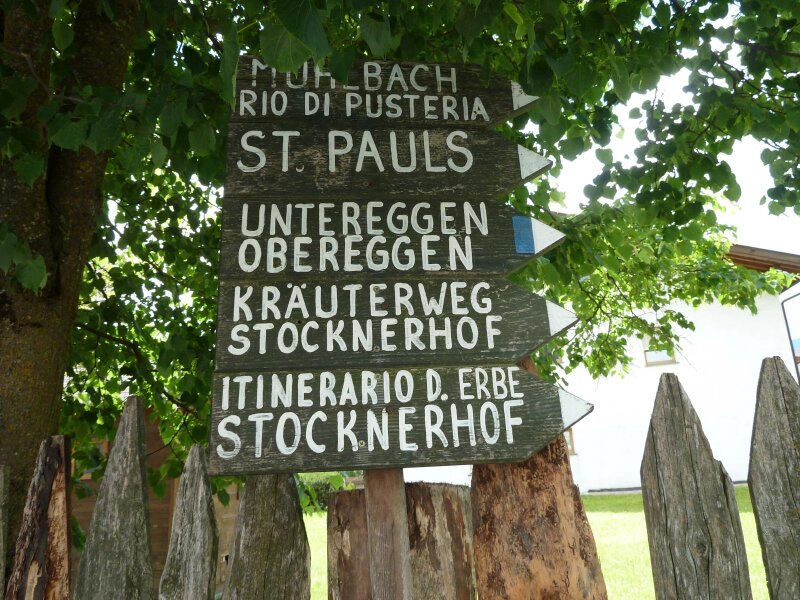 MÜHLBACH
RIO DI PUSTERIA
ST. PAULS
UNTEREGGEN
OBEREGGEN
KRÄUTERWEG
STOCKNERHOF
ITINERARIO D. ERBE
STOCKNERHOF